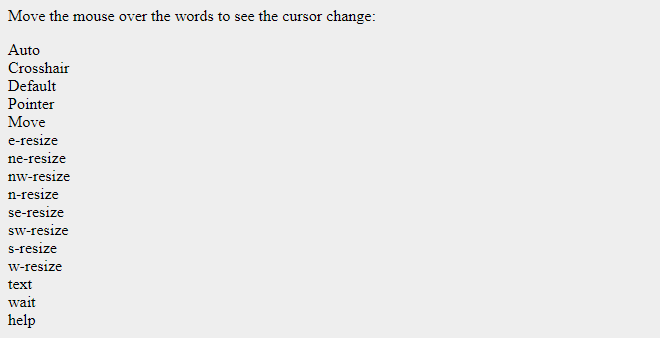 Move the mouse over the words to see the cursor change:
Auto
Crosshair
Default
Pointer
Move
e-resize
ne-resize
nw-resize
n-resize
se-resize
sw-resize
s-resize
w-resize
text
wait
help